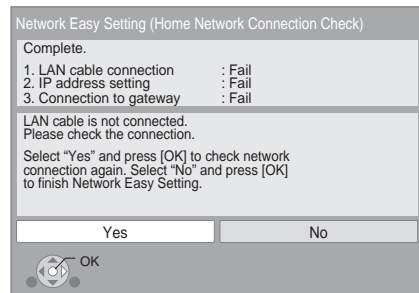 Network Easy Setting (Home Network Connection Check)
Complete.
1. LAN cable connection : Fail
2. IP address setting : Fail
3. Connection to gateway : Fail
LAN cable is not connected.
Please check the connection.
Select “Yes” and press [OK] to check network
connection again. Select “No” and press [OK]
to finish Network Easy Setting.
Yes No
OK